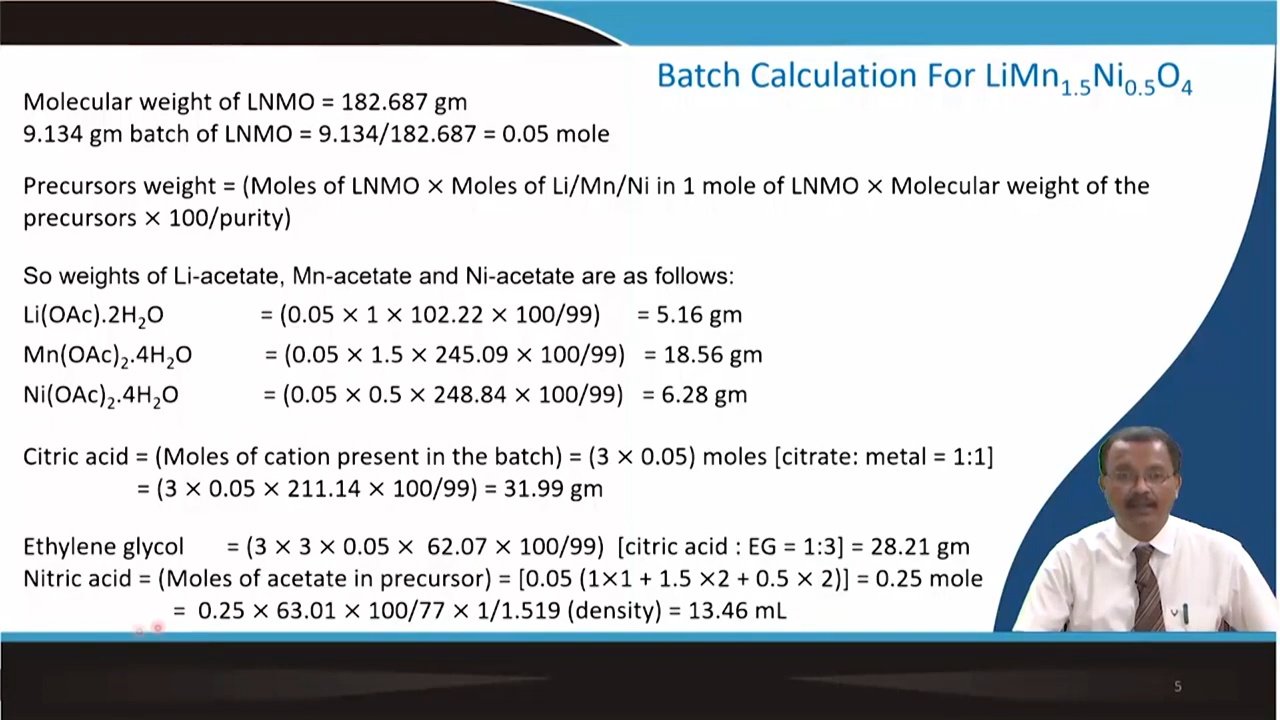 Batch Calculation For LiMn₁.₅Ni₀.₅O₄
Molecular weight of LNMO = 182.687 gm
9.134 gm batch of LNMO = 9.134/182.687 = 0.05 mole
Precursors weight = (Moles of LNMO × Moles of Li/Mn/Ni in 1 mole of LNMO × Molecular weight of the
precursors × 100/purity)
So weights of Li-acetate, Mn-acetate and Ni-acetate are as follows:
Li(OAc).2H₂O = (0.05 × 1 × 102.22 × 100/99) = 5.16 gm
Mn(OAc)₂.4H₂O = (0.05 × 1.5 × 245.09 × 100/99) = 18.56 gm
Ni(OAc)₂.4H₂O = (0.05 × 0.5 × 248.84 × 100/99) = 6.28 gm
Citric acid = (Moles of cation present in the batch) = (3 × 0.05) moles [citrate: metal = 1:1]
= (3 × 0.05 × 211.14 × 100/99) = 31.99 gm
Ethylene glycol = (3 × 3 × 0.05 × 62.07 × 100/99) [citric acid : EG = 1:3] = 28.21 gm
Nitric acid = (Moles of acetate in precursor) = [0.05 (1×1 + 1.5 ×2 + 0.5 × 2)] = 0.25 mole
= 0.25 × 63.01 × 100/77 × 1/1.519 (density) = 13.46 mL
5